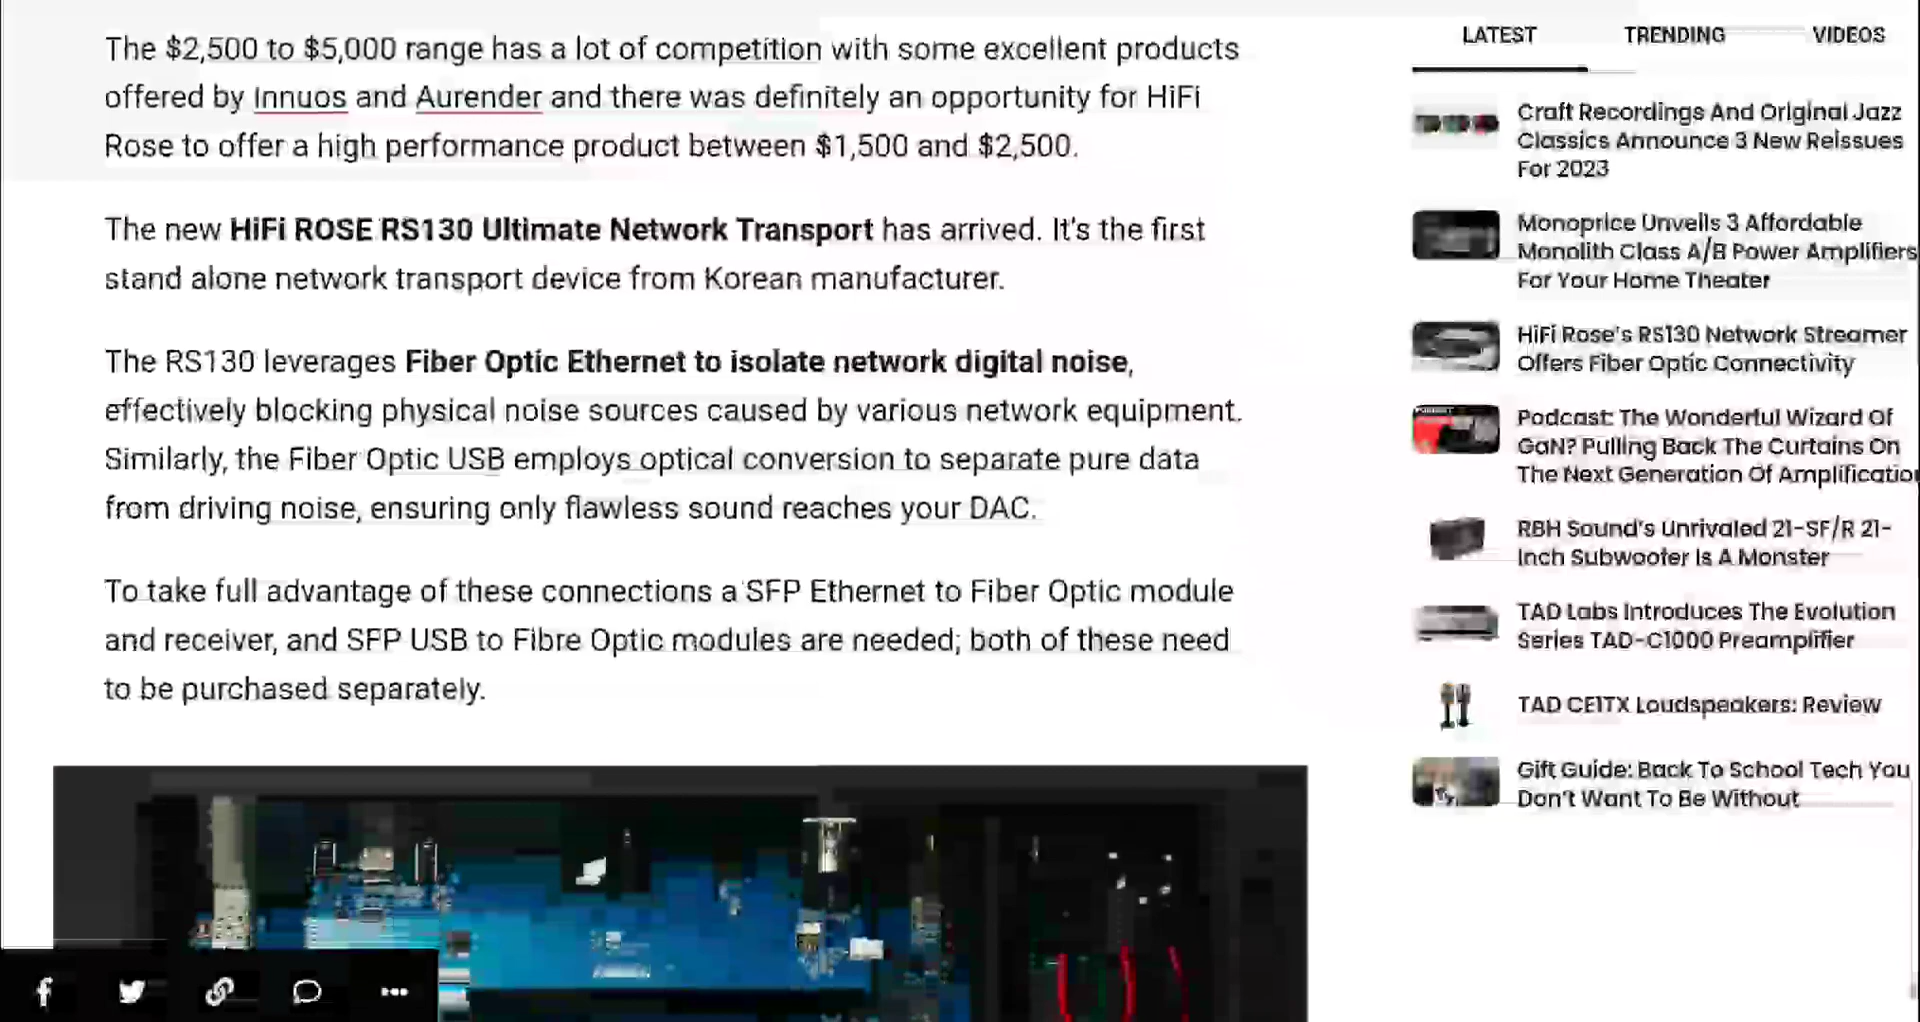 The $2,500 to $5,000 range has a lot of competition with some excellent products
offered by Innuos and Aurender and there was definitely an opportunity for HiFi
Rose to offer a high performance product between $1,500 and $2,500.
The new HiFi ROSE RS130 Ultimate Network Transport has arrived. It's the first
stand alone network transport device from Korean manufacturer.
The RS130 leverages Fiber Optic Ethernet to isolate network digital noise,
effectively blocking physical noise sources caused by various network equipment.
Similarly, the Fiber Optic USB employs optical conversion to separate pure data
from driving noise, ensuring only flawless sound reaches your DAC.
To take full advantage of these connections a SFP Ethernet to Fiber Optic module
and receiver, and SFP USB to Fibre Optic modules are needed; both of these need
to be purchased separately.
LATEST TRENDING VIDEOS
Craft Recordings And Original Jazz
Classics Announce 3 New Reissues
For 2023
Monoprice Unveils 3 Affordable
Monolith Class A/B Power Amplifiers
For Your Home Theater
HiFi Rose's RS130 Network Streamer
Offers Fiber Optic Connectivity
Podcast: The Wonderful Wizard Of
GaN? Pulling Back The Curtains On
The Next Generation Of Amplification
RBH Sound's Unrivaled 21-SF/R 21-
Inch Subwoofer Is A Monster
TAD Labs Introduces The Evolution
Series TAD-C1000 Preamplifier
TAD CE1TX Loudspeakers: Review
Gift Guide: Back To School Tech You
Don't Want To Be Without